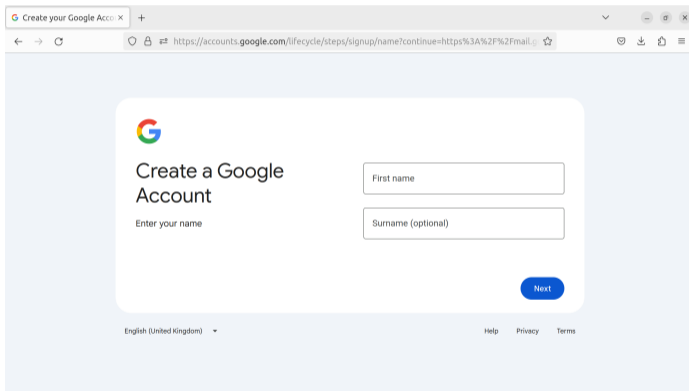 Create your Google Acco
https://accounts.google.com/lifecycle/steps/signup/name?continue=https%3A%2F%2Fmail.g
Create a Google
Account
Enter your name
First name
Surname (optional)
Next
English (United Kingdom)
Help Privacy Terms